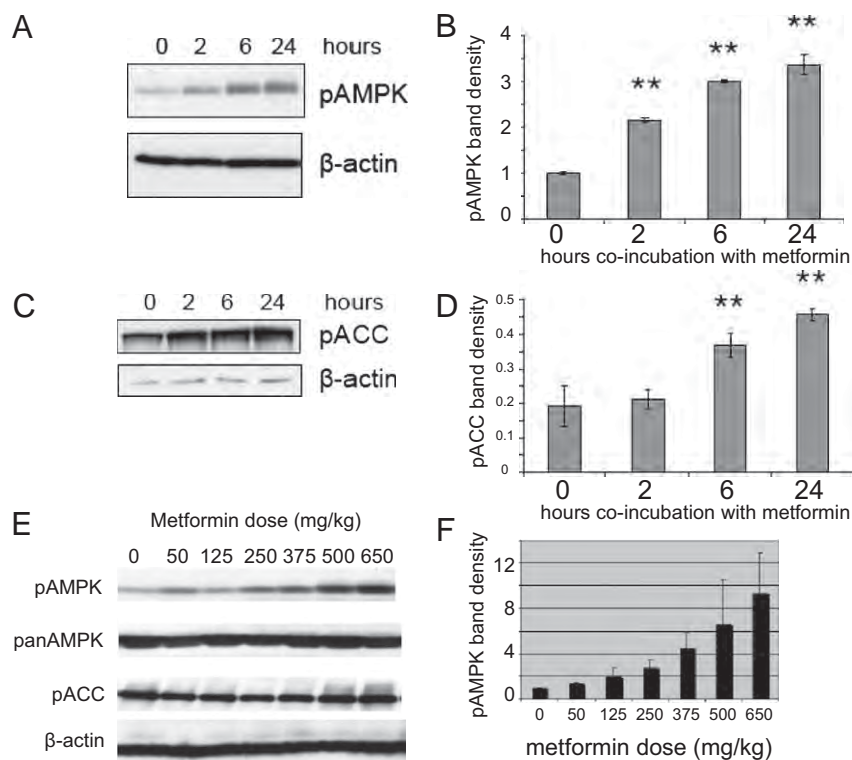 A
0 2 6 24 hours
pAMPK
β-actin
B
pAMPK band density
4
3
2
1
0
**
**
**
0 2 6 24
hours co-incubation with metformin
C
0 2 6 24 hours
pACC
β-actin
D
pACC band density
0.5
0.4
0.3
0.2
0.1
0
**
**
0 2 6 24
hours co-incubation with metformin
E
Metformin dose (mg/kg)
0 50 125 250 375 500 650
pAMPK
panAMPK
pACC
β-actin
F
pAMPK band density
12
8
4
0
0 50 125 250 375 500 650
metformin dose (mg/kg)